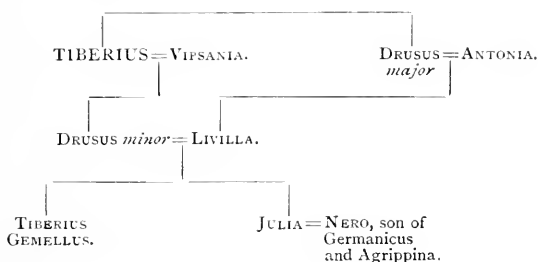 TIBERIUS=VIPSANIA. DRUSUS=ANTONIA.
major
DRUSUS minor=LIVILLA.
TIBERIUS JULIA=NERO, son of
GEMELLUS. Germanicus
and Agrippina.